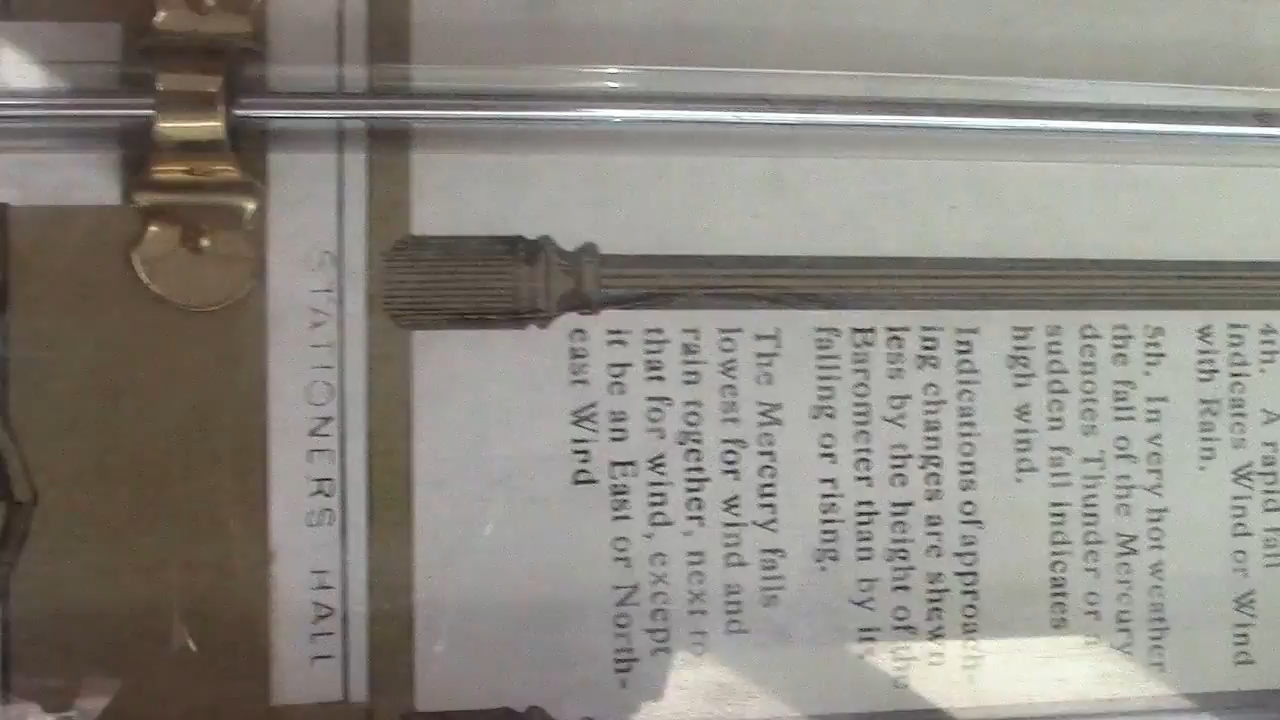 4th. A rapid fall
indicates Wind or Wind
with Rain.
8th. In very hot weather
the fall of the Mercury
denotes Thunder or a
sudden fall indicates
high wind.
Indications of approach-
ing changes are shewn
less by the height of the
Barometer than by it
falling or rising.
The Mercury falls
lowest for wind and
rain together, next to
that for wind, except
it be an East or North-
east Wind
STATIONERS HALL